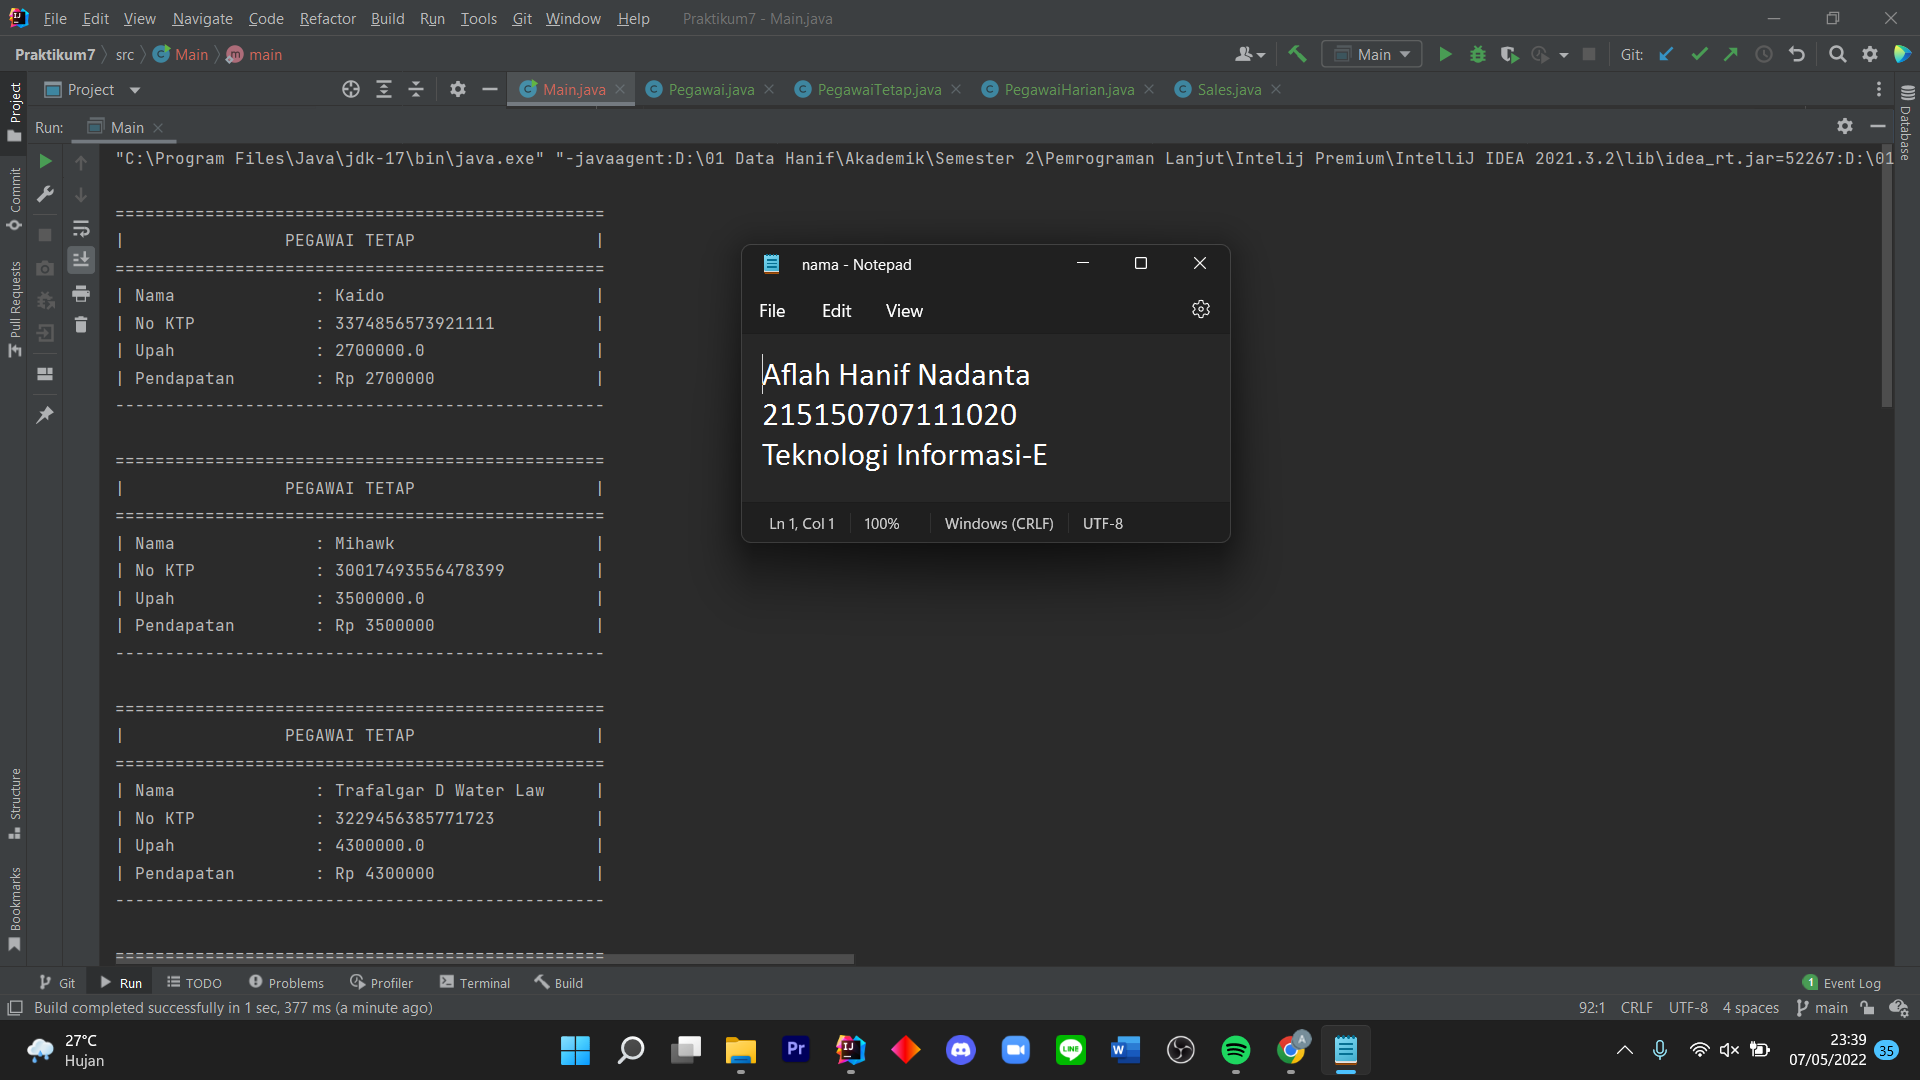 File Edit View Navigate Code Refactor Build Run Tools Git Window Help Praktikum7 - Main.java
Praktikum7 src Main main Main Git:
Project Main.java Pegawai.java PegawaiTetap.java PegawaiHarian.java Sales.java
Run: Main
"C:\Program Files\Java\jdk-17\bin\java.exe" "-javaagent:D:\01 Data Hanif\Akademik\Semester 2\Pemrograman Lanjut\Intelij Premium\IntelliJ IDEA 2021.3.2\lib\idea_rt.jar=52267:D:\01
=================================================
| PEGAWAI TETAP |
=================================================
| Nama : Kaido |
| No KTP : 3374856573921111 |
| Upah : 2700000.0 |
| Pendapatan : Rp 2700000 |
-------------------------------------------------
=================================================
| PEGAWAI TETAP |
=================================================
| Nama : Mihawk |
| No KTP : 30017493556478399 |
| Upah : 3500000.0 |
| Pendapatan : Rp 3500000 |
-------------------------------------------------
=================================================
| PEGAWAI TETAP |
=================================================
| Nama : Trafalgar D Water Law |
| No KTP : 3229456385771723 |
| Upah : 4300000.0 |
| Pendapatan : Rp 4300000 |
-------------------------------------------------
=================================================
nama - Notepad
File Edit View
Aflah Hanif Nadanta
215150707111020
Teknologi Informasi-E
Ln 1, Col 1 100% Windows (CRLF) UTF-8
Project
Commit
Pull Requests
Structure
Bookmarks
Database
Git Run TODO Problems Profiler Terminal Build 1 Event Log
Build completed successfully in 1 sec, 377 ms (a minute ago) 92:1 CRLF UTF-8 4 spaces main
27°C
Hujan
Pr
IJ
LINE
W
A
23:39
07/05/2022
35